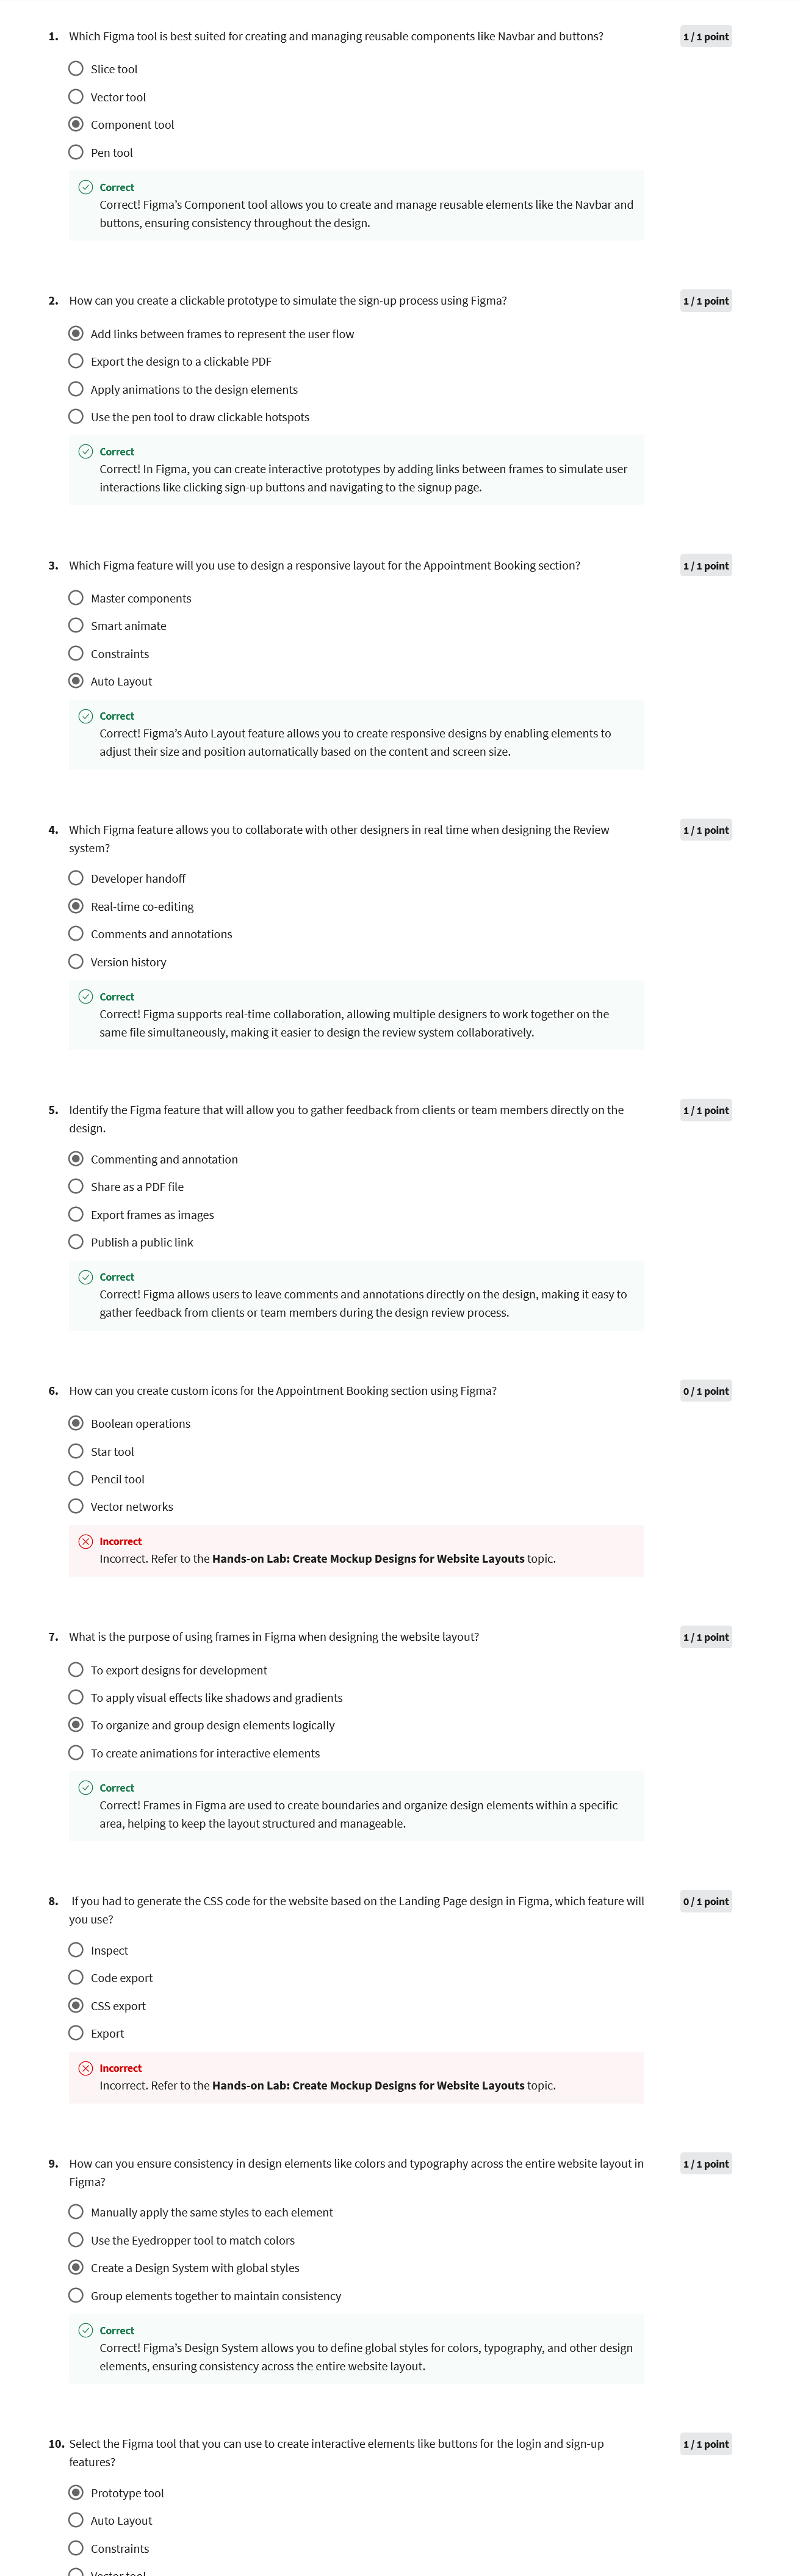 1. Which Figma tool is best suited for creating and managing reusable components like Navbar and buttons?
1 / 1 point
Slice tool
Vector tool
Component tool
Pen tool
Correct
Correct! Figma’s Component tool allows you to create and manage reusable elements like the Navbar and
buttons, ensuring consistency throughout the design.
2. How can you create a clickable prototype to simulate the sign-up process using Figma?
1 / 1 point
Add links between frames to represent the user flow
Export the design to a clickable PDF
Apply animations to the design elements
Use the pen tool to draw clickable hotspots
Correct
Correct! In Figma, you can create interactive prototypes by adding links between frames to simulate user
interactions like clicking sign-up buttons and navigating to the signup page.
3. Which Figma feature will you use to design a responsive layout for the Appointment Booking section?
1 / 1 point
Master components
Smart animate
Constraints
Auto Layout
Correct
Correct! Figma’s Auto Layout feature allows you to create responsive designs by enabling elements to
adjust their size and position automatically based on the content and screen size.
4. Which Figma feature allows you to collaborate with other designers in real time when designing the Review
system?
1 / 1 point
Developer handoff
Real-time co-editing
Comments and annotations
Version history
Correct
Correct! Figma supports real-time collaboration, allowing multiple designers to work together on the
same file simultaneously, making it easier to design the review system collaboratively.
5. Identify the Figma feature that will allow you to gather feedback from clients or team members directly on the
design.
1 / 1 point
Commenting and annotation
Share as a PDF file
Export frames as images
Publish a public link
Correct
Correct! Figma allows users to leave comments and annotations directly on the design, making it easy to
gather feedback from clients or team members during the design review process.
6. How can you create custom icons for the Appointment Booking section using Figma?
0 / 1 point
Boolean operations
Star tool
Pencil tool
Vector networks
Incorrect
Incorrect. Refer to the Hands-on Lab: Create Mockup Designs for Website Layouts topic.
7. What is the purpose of using frames in Figma when designing the website layout?
1 / 1 point
To export designs for development
To apply visual effects like shadows and gradients
To organize and group design elements logically
To create animations for interactive elements
Correct
Correct! Frames in Figma are used to create boundaries and organize design elements within a specific
area, helping to keep the layout structured and manageable.
8. If you had to generate the CSS code for the website based on the Landing Page design in Figma, which feature will
you use?
0 / 1 point
Inspect
Code export
CSS export
Export
Incorrect
Incorrect. Refer to the Hands-on Lab: Create Mockup Designs for Website Layouts topic.
9. How can you ensure consistency in design elements like colors and typography across the entire website layout in
Figma?
1 / 1 point
Manually apply the same styles to each element
Use the Eyedropper tool to match colors
Create a Design System with global styles
Group elements together to maintain consistency
Correct
Correct! Figma’s Design System allows you to define global styles for colors, typography, and other design
elements, ensuring consistency across the entire website layout.
10. Select the Figma tool that you can use to create interactive elements like buttons for the login and sign-up
features?
1 / 1 point
Prototype tool
Auto Layout
Constraints